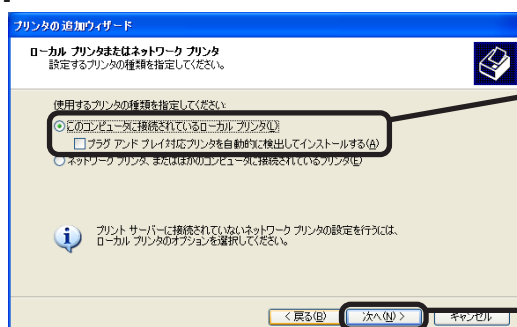 プリンタの追加ウィザード
ローカル プリンタまたはネットワーク プリンタ
設定するプリンタの種類を指定してください。
使用するプリンタの種類を指定してください:
このコンピュータに接続されているローカル プリンタ(L)
プラグ アンド プレイ対応プリンタを自動的に検出してインストールする(A)
ネットワーク プリンタ、またはほかのコンピュータに接続されているプリンタ(E)
プリント サーバーに接続されていないネットワーク プリンタの設定を行うには、
ローカル プリンタのオプションを選択してください。
< 戻る(B) 次へ(N) > キャンセル